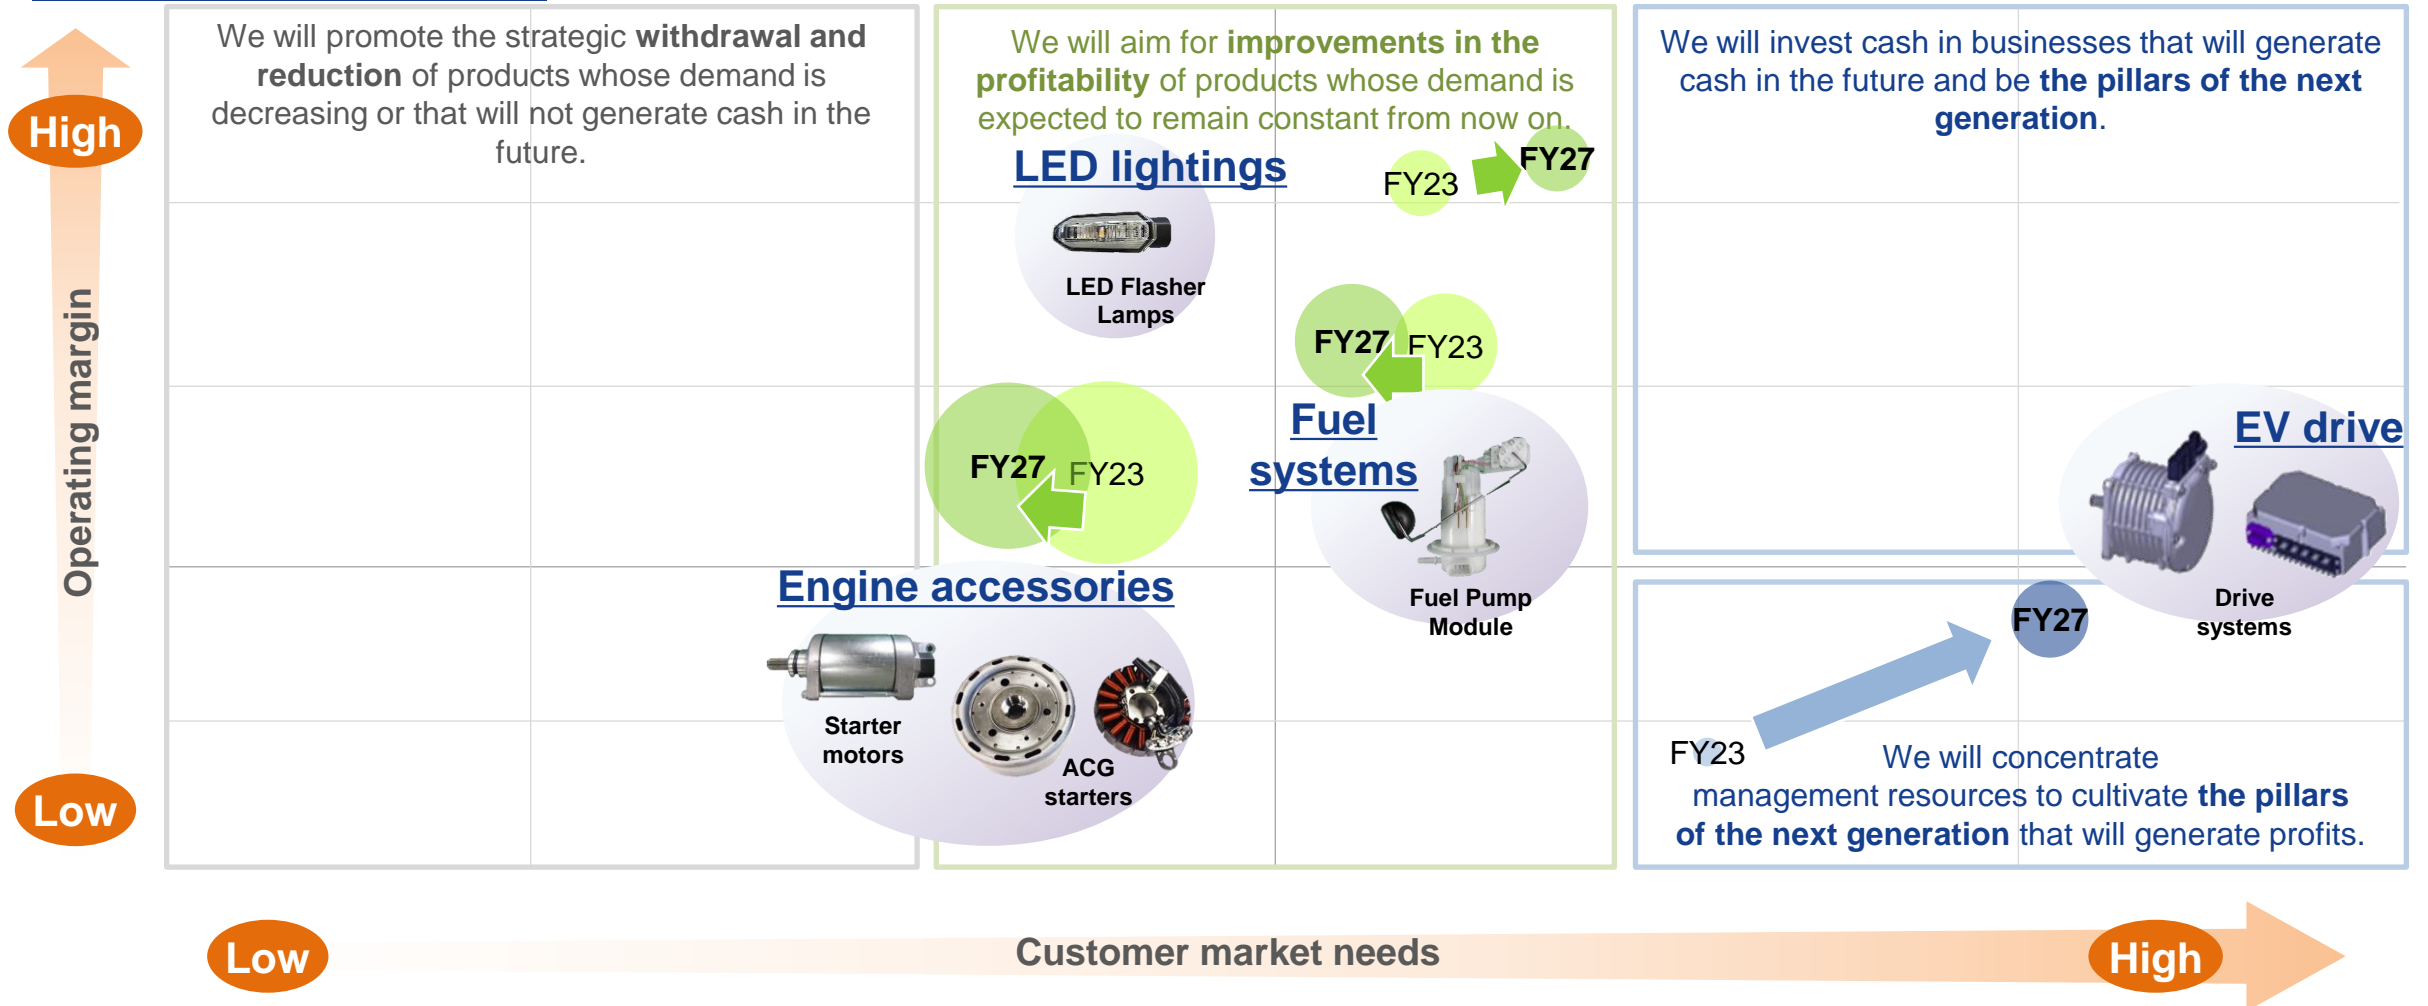 We will promote the strategic withdrawal and
reduction of products whose demand is
decreasing or that will not generate cash in the
future.
We will aim for improvements in the
profitability of products whose demand is
expected to remain constant from now on.
We will invest cash in businesses that will generate
cash in the future and be the pillars of the next
generation.
High
Operating margin
Low
LED lightings
LED Flasher
Lamps
FY23
FY27
FY27
FY23
Fuel
systems
Fuel Pump
Module
FY27
FY23
Engine accessories
Starter
motors
ACG
starters
EV drive
Drive
systems
FY27
FY23
We will concentrate
management resources to cultivate the pillars
of the next generation that will generate profits.
Low
Customer market needs
High